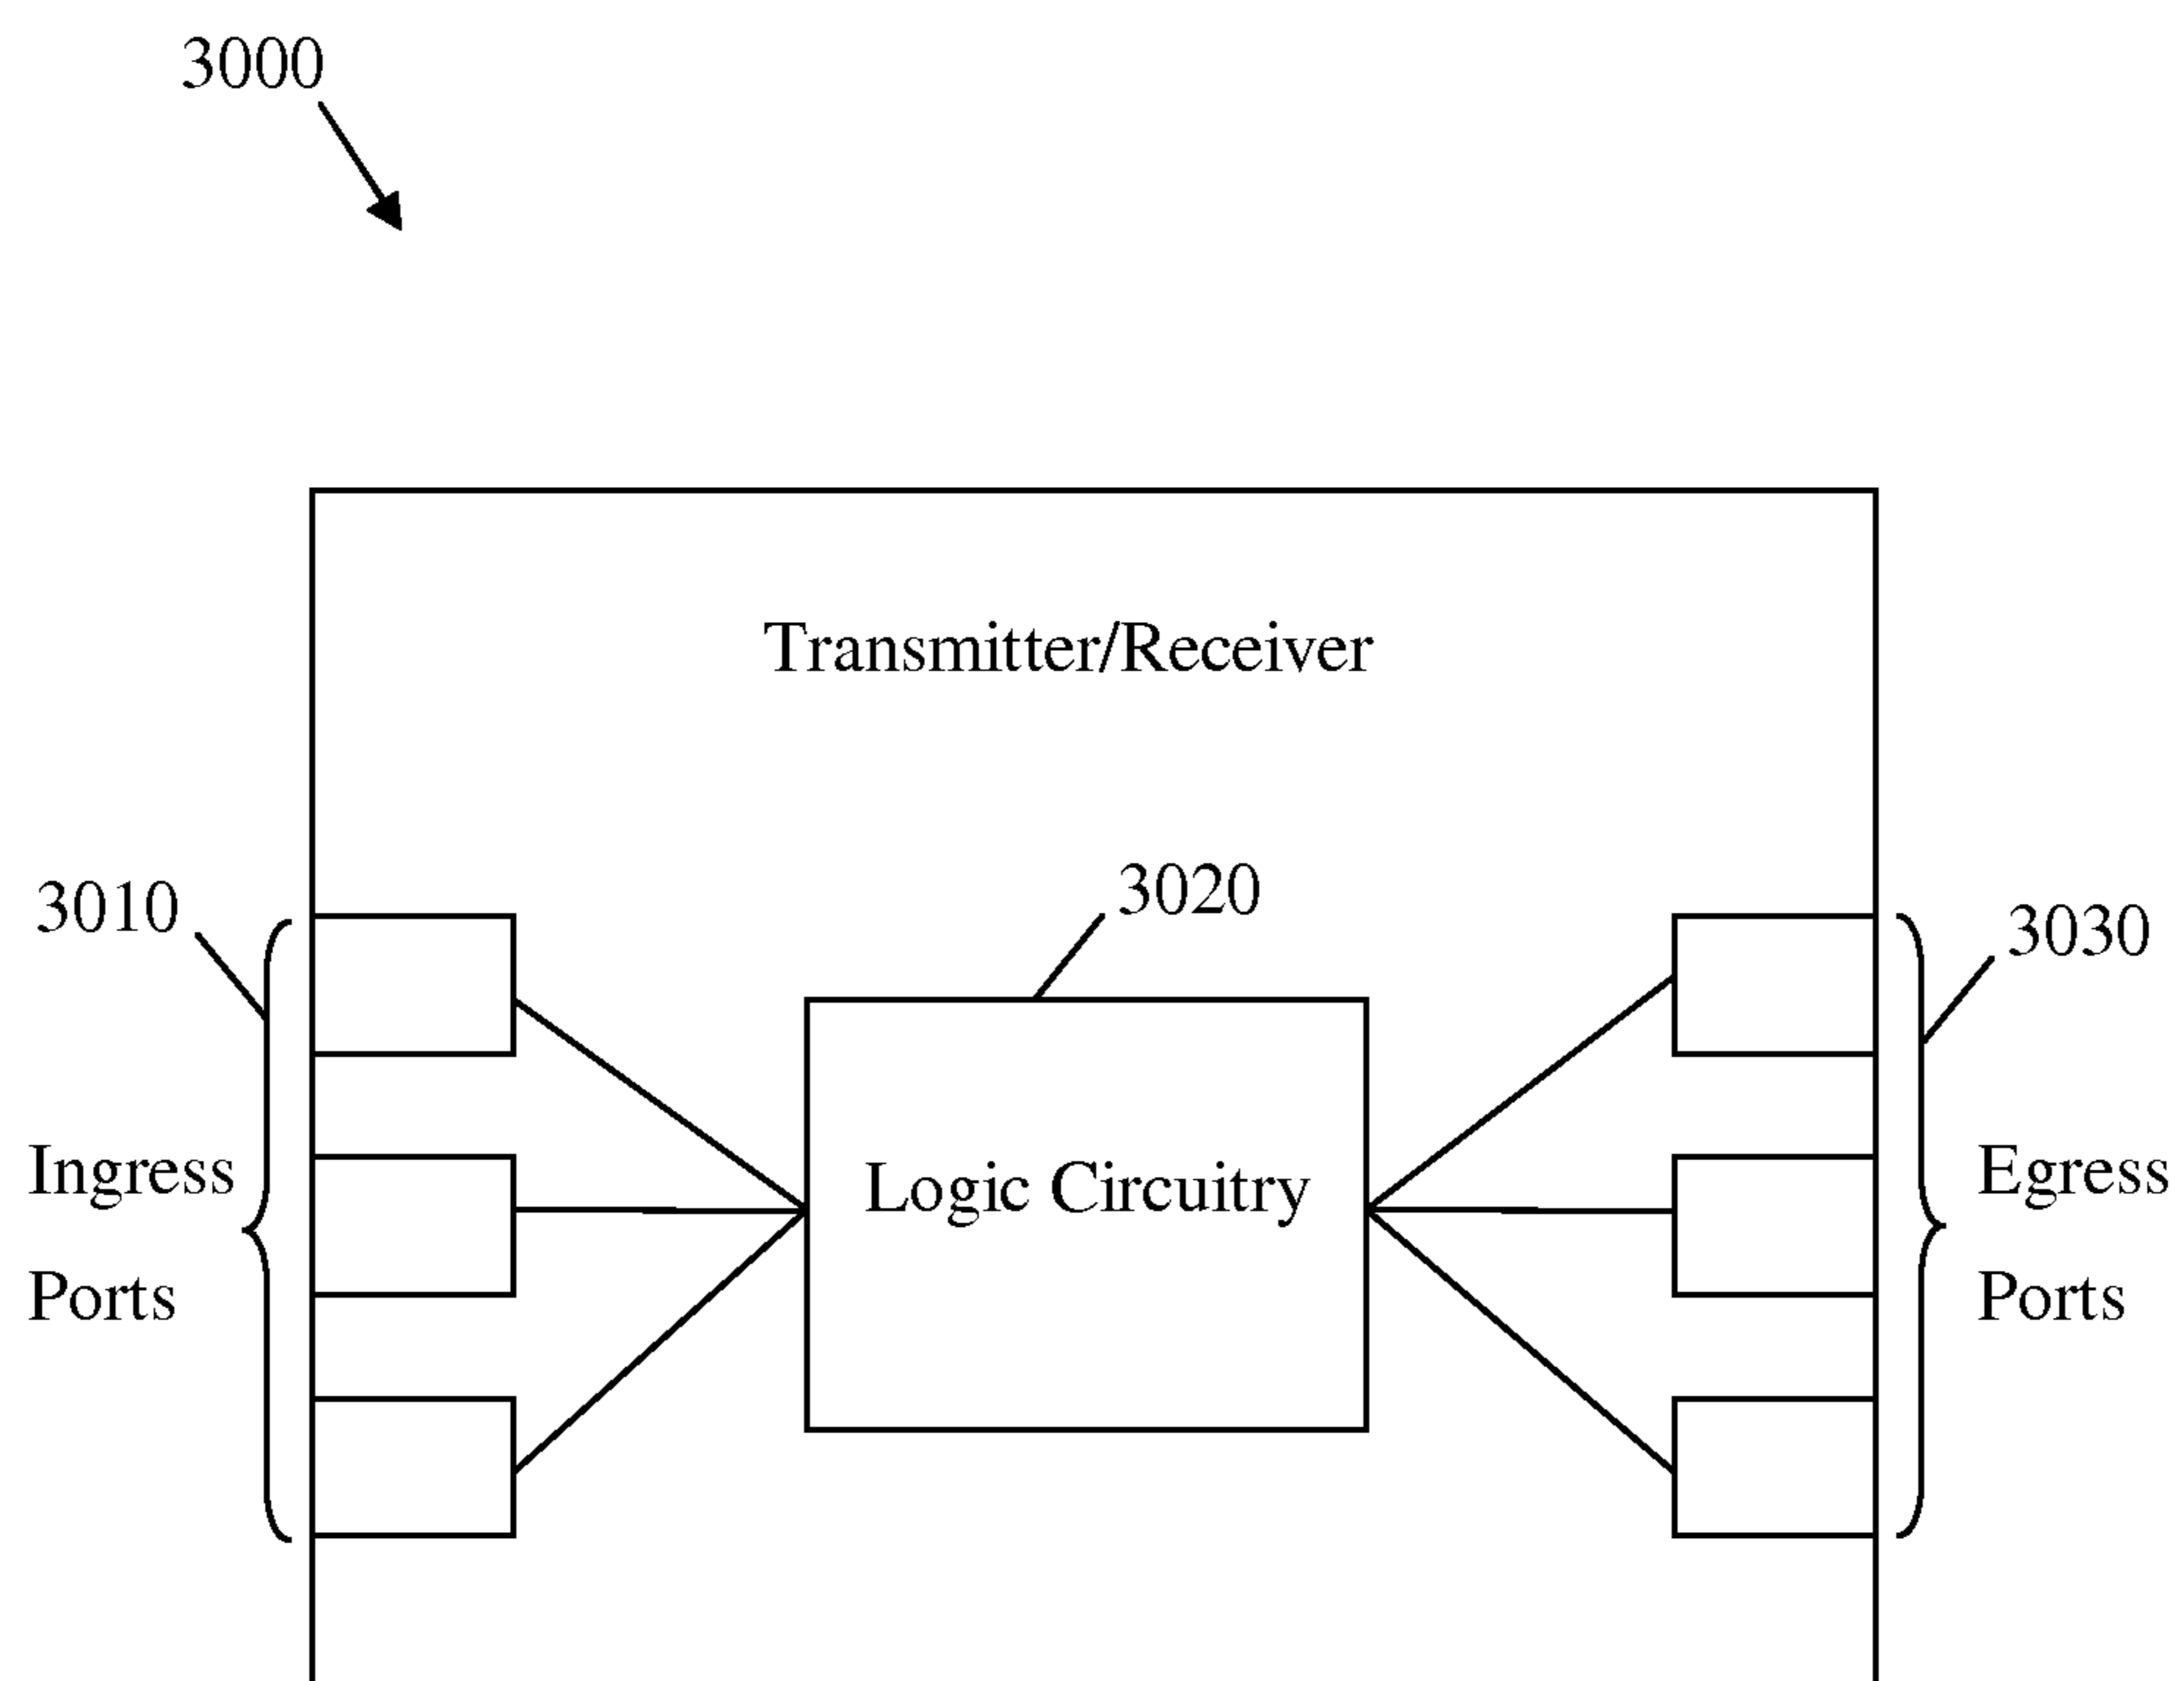 3000
Transmitter/Receiver
3010
3020
3030
Ingress
Ports
Logic Circuitry
Egress
Ports